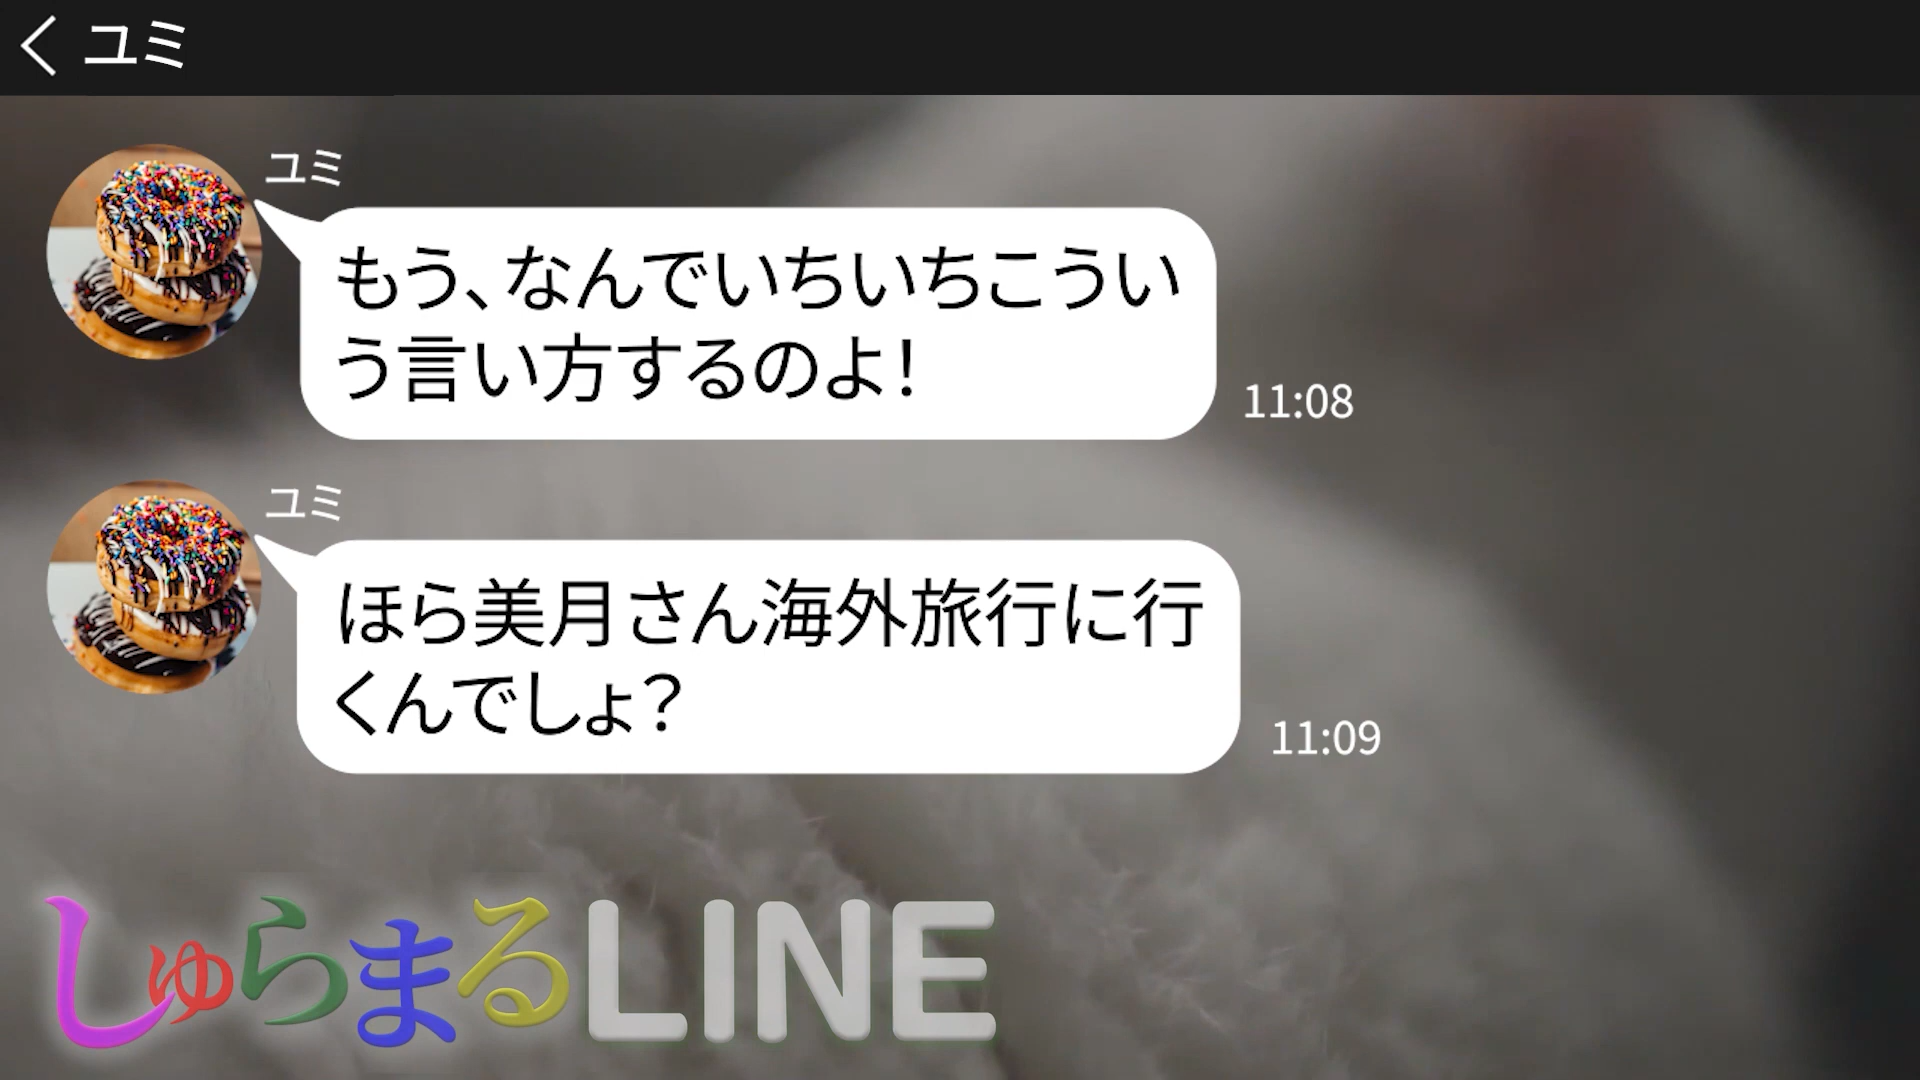 ユミ
ユミ
もう、なんでいちいちこうい
う言い方するのよ!
11:08
ユミ
ほら美月さん海外旅行に行
くんでしょ?
11:09
しゅらまるLINE